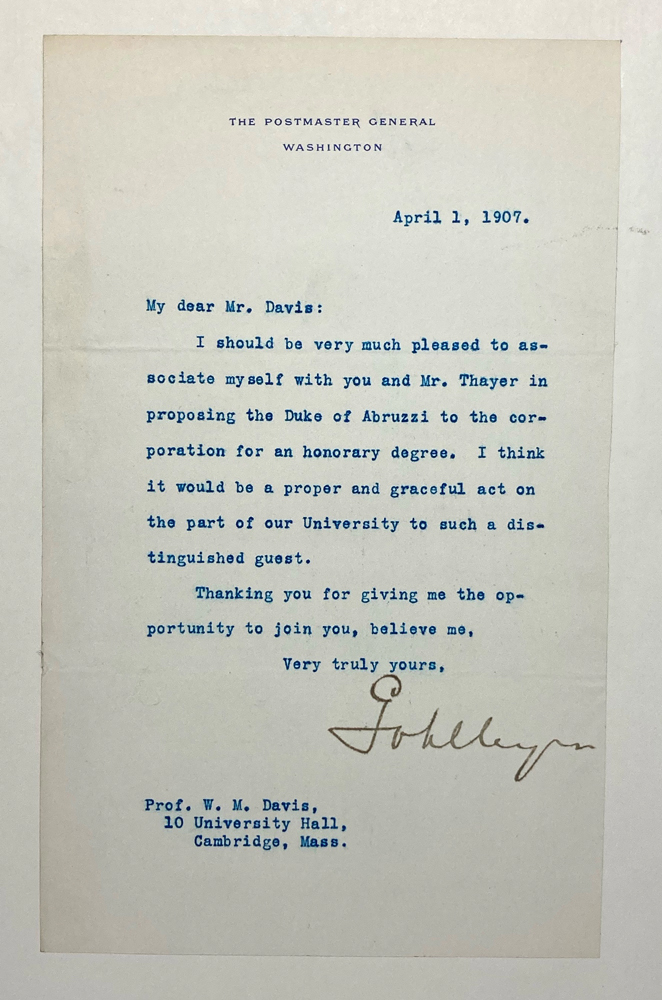 THE POSTMASTER GENERAL
WASHINGTON
April 1, 1907.
My dear Mr. Davis:
I should be very much pleased to as-
sociate myself with you and Mr. Thayer in
proposing the Duke of Abruzzi to the cor-
poration for an honorary degree. I think
it would be a proper and graceful act on
the part of our University to such a dis-
tinguished guest.
Thanking you for giving me the op-
portunity to join you, believe me,
Very truly yours,
Prof. W. M. Davis,
10 University Hall,
Cambridge, Mass.